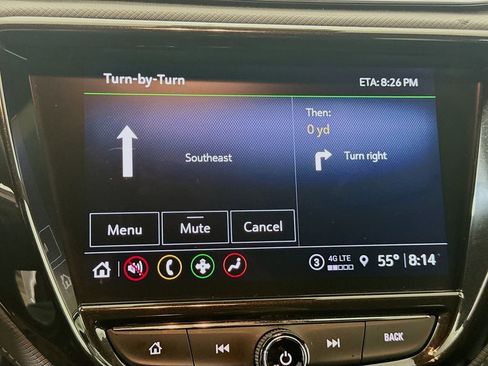 Turn-by-Turn ETA: 8:26 PM
Then:
0 yd
Southeast
Turn right
Menu Mute Cancel
3 4G LTE 55° 8:14
BACK